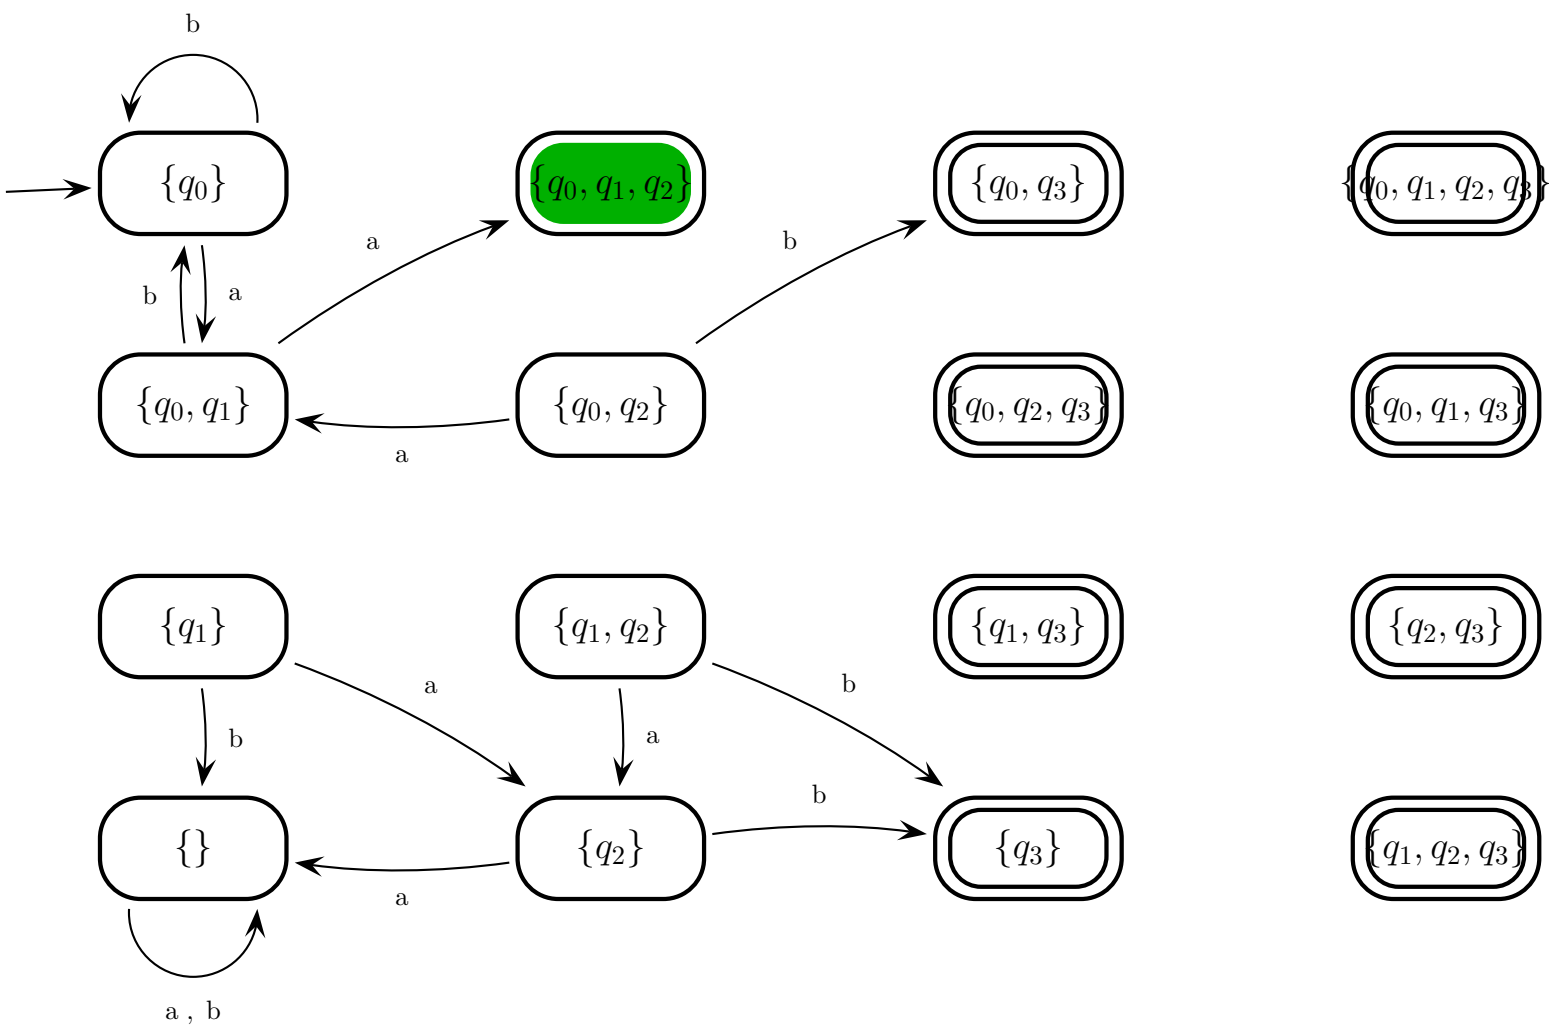 b
{q₀} {q₀, q₁, q₂} {q₀, q₃} {q₀, q₁, q₂, q₃}
a b
b a
{q₀, q₁} {q₀, q₂} {q₀, q₂, q₃} {q₀, q₁, q₃}
a
{q₁} {q₁, q₂} {q₁, q₃} {q₂, q₃}
a b
b a
b
{} {q₂} {q₃} {q₁, q₂, q₃}
a
a , b